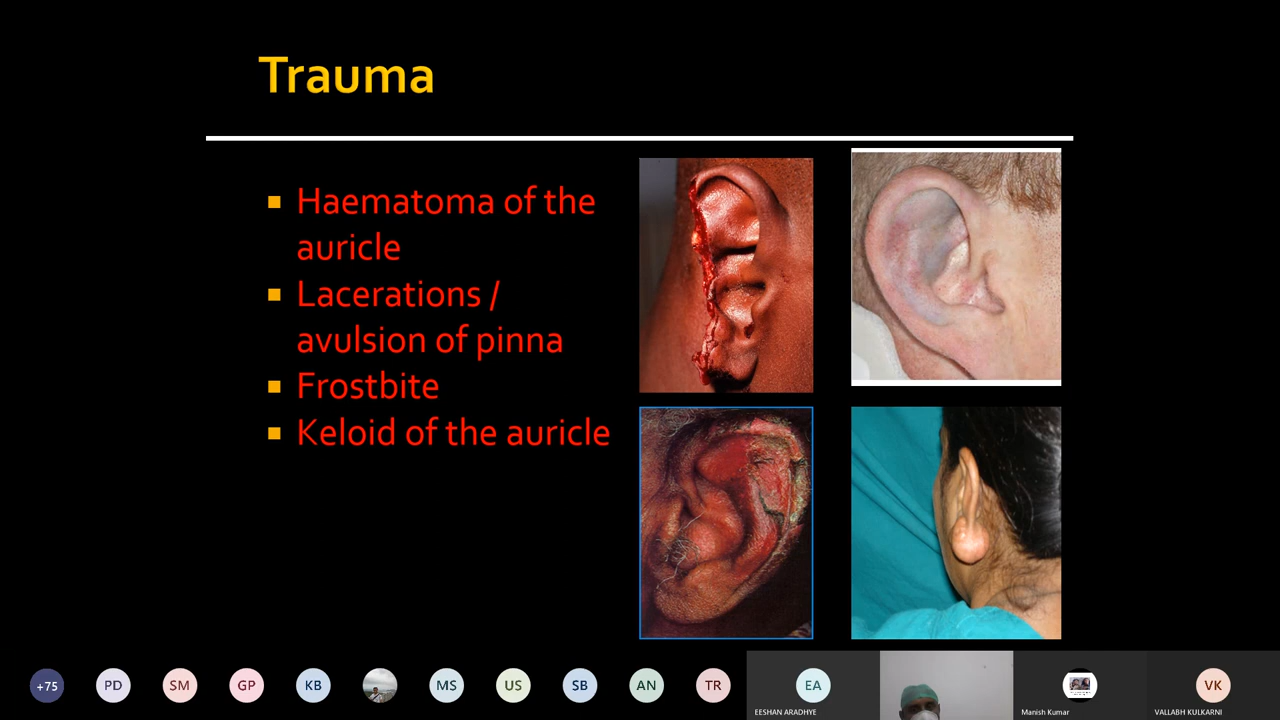 Trauma
Haematoma of the
auricle
Lacerations /
avulsion of pinna
Frostbite
Keloid of the auricle
+75
PD
SM
GP
KB
MS
US
SB
AN
TR
EA
VK
EESHAN ARADHYE
Manish Kumar
VALLABH KULKARNI